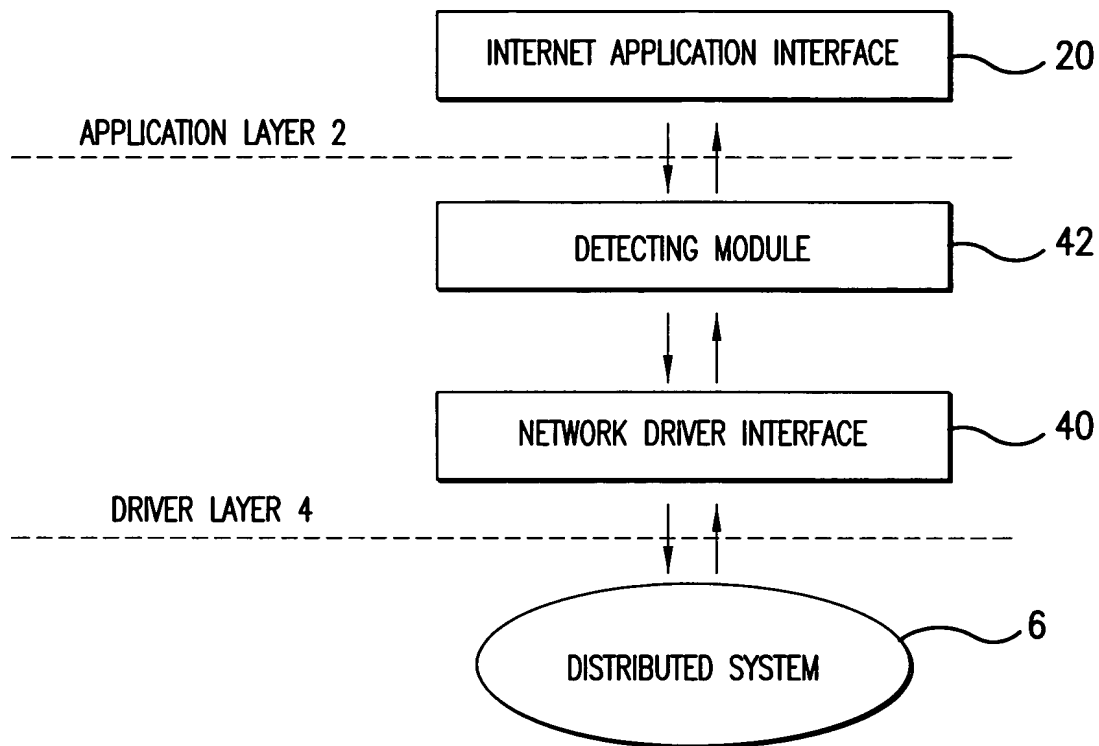 INTERNET APPLICATION INTERFACE
20
APPLICATION LAYER 2
DETECTING MODULE
42
NETWORK DRIVER INTERFACE
40
DRIVER LAYER 4
DISTRIBUTED SYSTEM
6